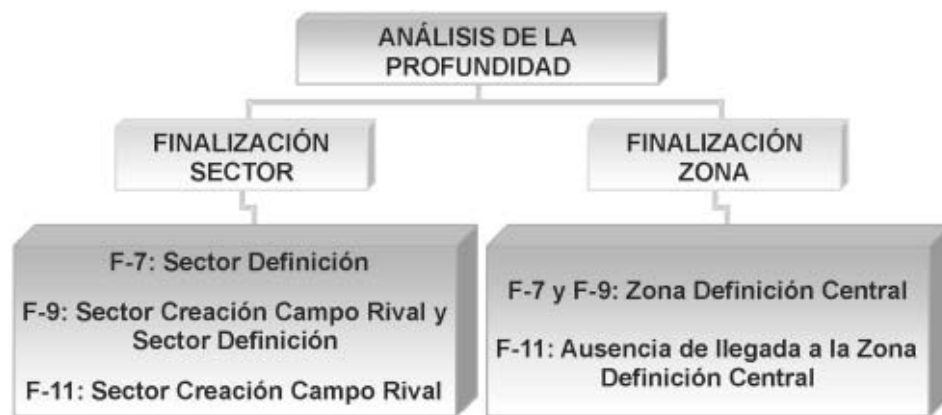 ANÁLISIS DE LA
PROFUNDIDAD
FINALIZACIÓN
SECTOR
FINALIZACIÓN
ZONA
F-7: Sector Definición
F-9: Sector Creación Campo Rival y
Sector Definición
F-11: Sector Creación Campo Rival
F-7 y F-9: Zona Definición Central
F-11: Ausencia de llegada a la Zona
Definición Central